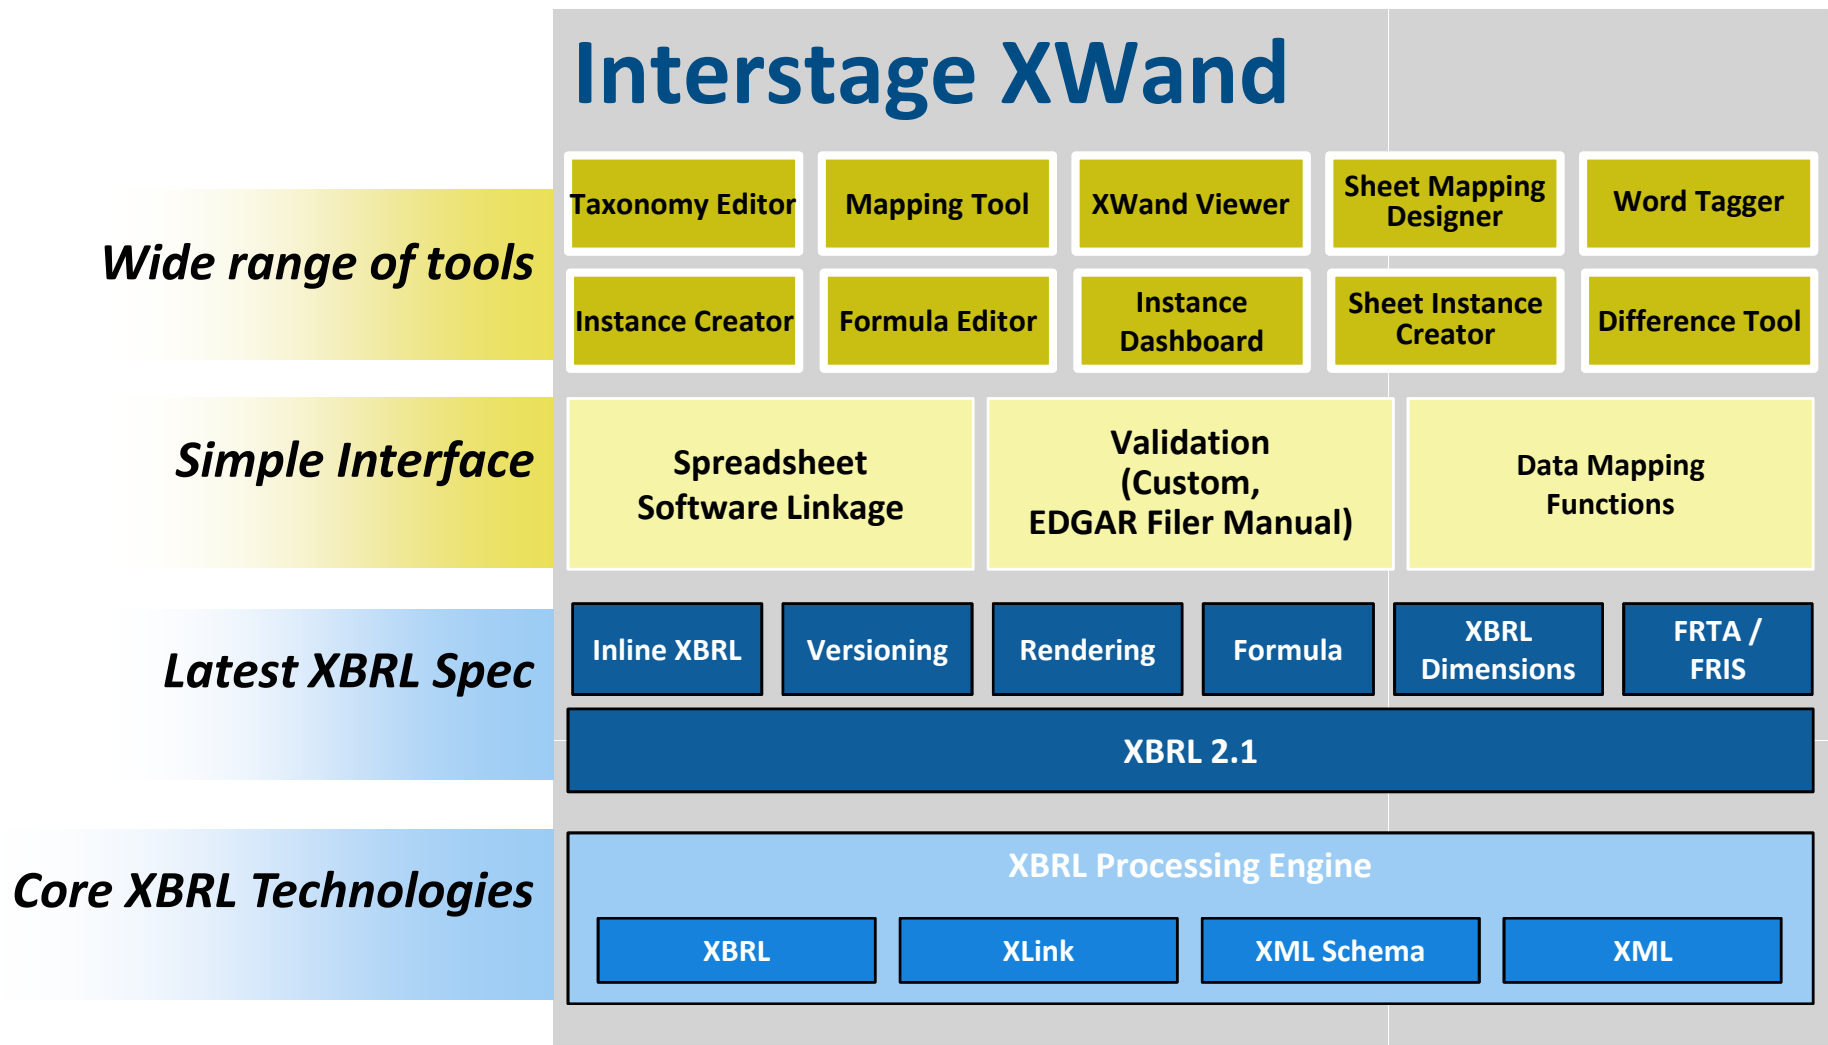 Interstage XWand
Wide range of tools
Taxonomy Editor
Mapping Tool
XWand Viewer
Sheet Mapping
Designer
Word Tagger
Instance Creator
Formula Editor
Instance
Dashboard
Sheet Instance
Creator
Difference Tool
Simple Interface
Spreadsheet
Software Linkage
Validation
(Custom,
EDGAR Filer Manual)
Data Mapping
Functions
Latest XBRL Spec
Inline XBRL
Versioning
Rendering
Formula
XBRL
Dimensions
FRTA /
FRIS
XBRL 2.1
Core XBRL Technologies
XBRL Processing Engine
XBRL
XLink
XML Schema
XML